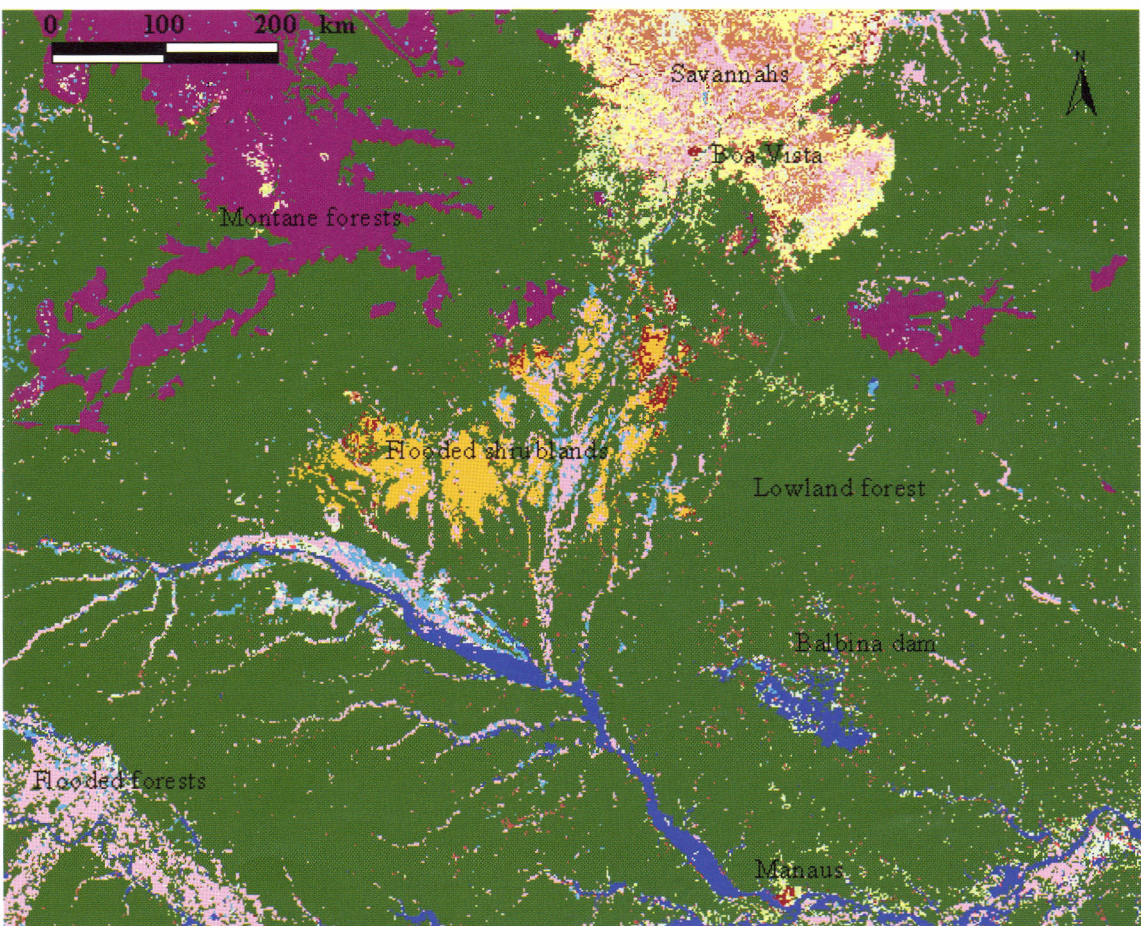 0 100 200 km
N
Savannahs
Boa Vista
Montane forests
Flooded shrublands
Lowland forest
Balbina dam
Flooded forests
Manaus